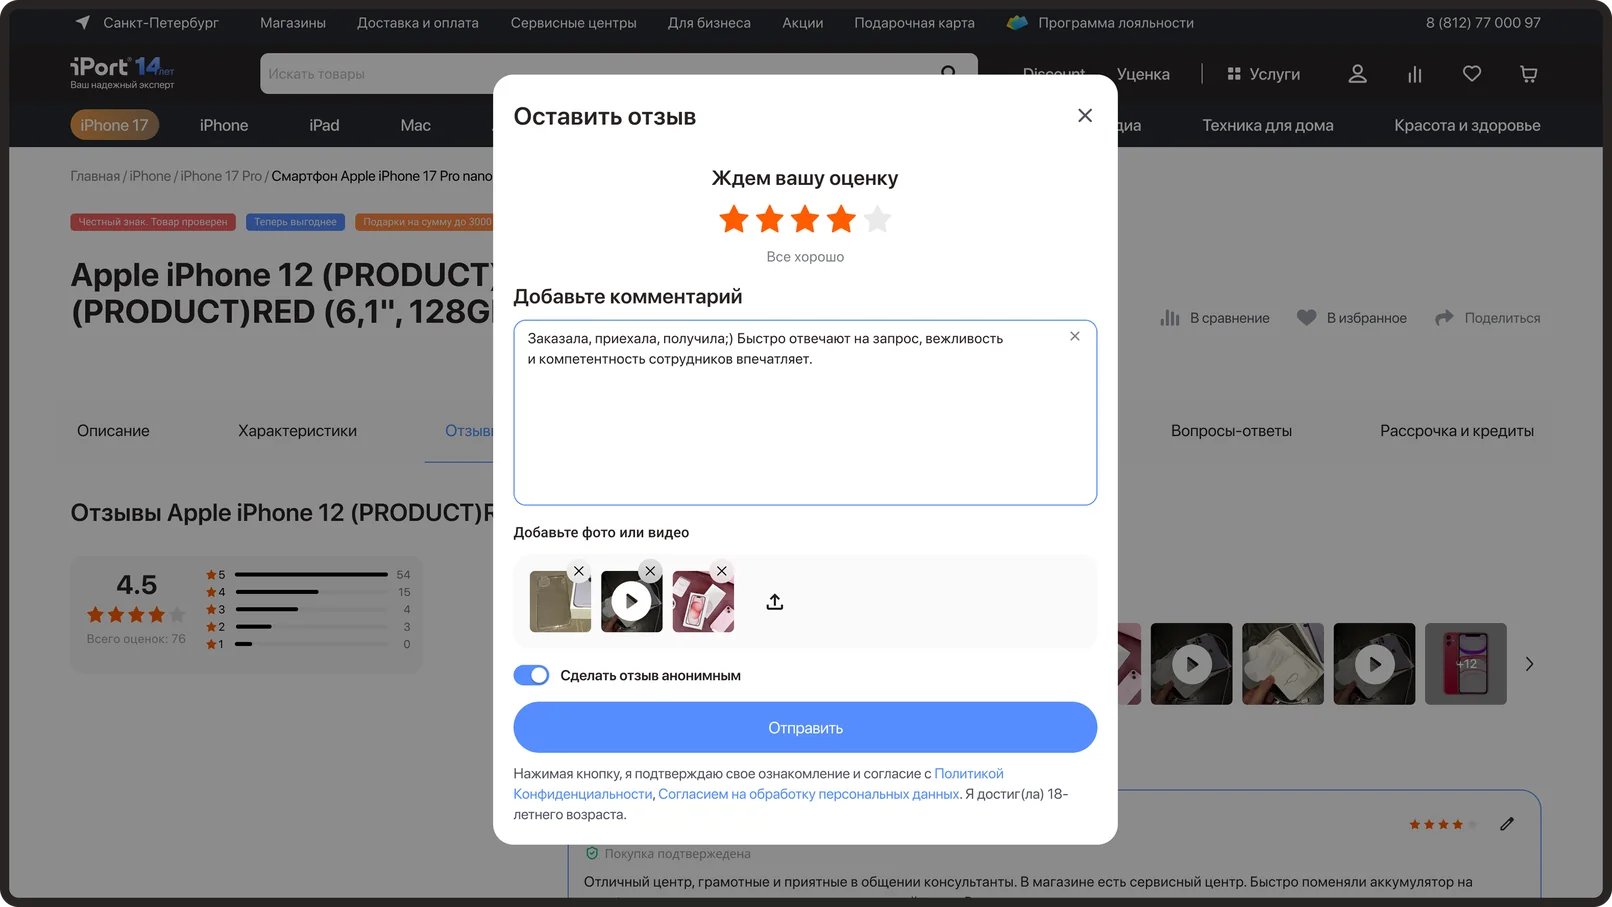 Санкт-Петербург Магазины Доставка и оплата Сервисные центры Для бизнеса Акции Подарочная карта Программа лояльности 8 (812) 77 000 97
iPort 14 лет
Ваш надежный эксперт
Искать товары
Discount Уценка Услуги
iPhone 17 iPhone iPad Mac Техника для дома Красота и здоровье
Главная / iPhone / iPhone 17 Pro / Смартфон Apple iPhone 17 Pro nano
Честный знак. Товар проверен Теперь выгоднее Подарки на сумму до 3000
Apple iPhone 12 (PRODUCT)
(PRODUCT)RED (6,1", 128G
В сравнение В избранное Поделиться
Описание Характеристики Отзывы Вопросы-ответы Рассрочка и кредиты
Отзывы Apple iPhone 12 (PRODUCT)R
4.5
Всего оценок: 76
5 54
4 15
3 4
2 3
1 0
+12
Оставить отзыв
Ждем вашу оценку
Все хорошо
Добавьте комментарий
Заказала, приехала, получила;) Быстро отвечают на запрос, вежливость
и компетентность сотрудников впечатляет.
Добавьте фото или видео
Сделать отзыв анонимным
Отправить
Нажимая кнопку, я подтверждаю свое ознакомление и согласие с Политикой
Конфиденциальности, Согласием на обработку персональных данных. Я достиг(ла) 18-
летнего возраста.
Покупка подтверждена
Отличный центр, грамотные и приятные в общении консультанты. В магазине есть сервисный центр. Быстро поменяли аккумулятор на